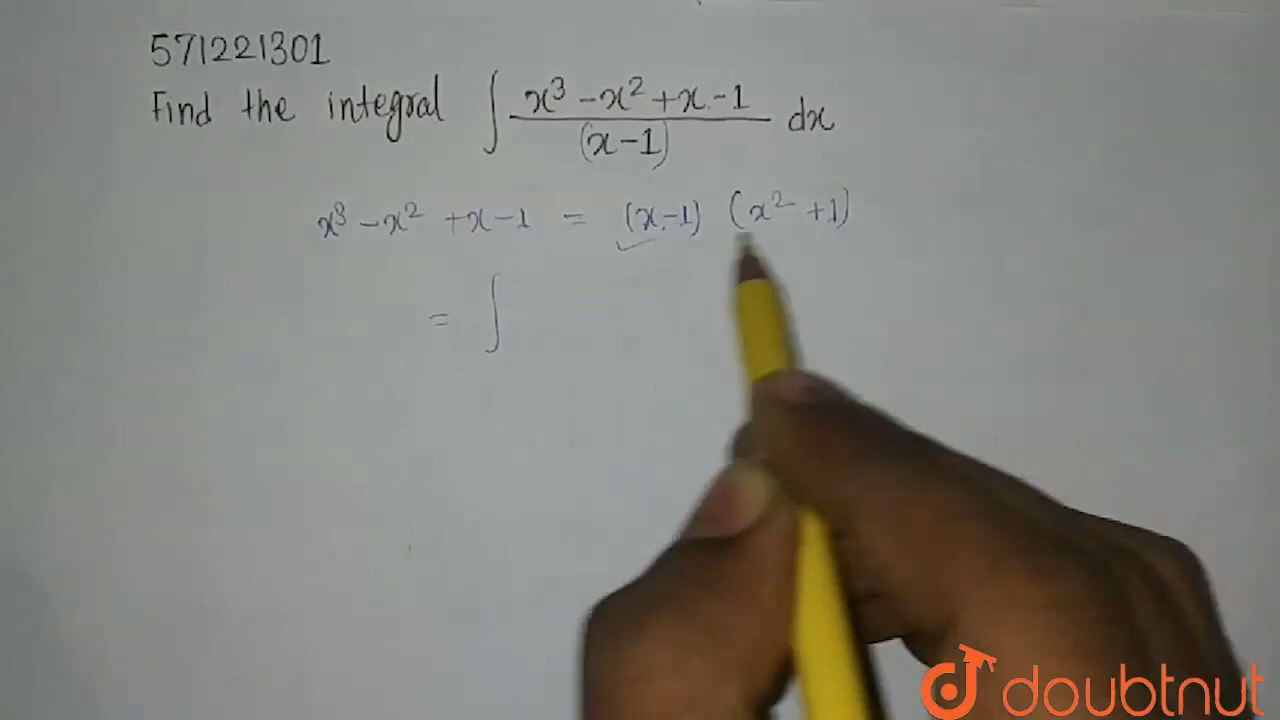 571221301
Find the integral ∫ x³ - x² + x - 1 / (x - 1) dx
x³ - x² + x - 1 = (x - 1) (x² + 1)
= ∫
doubtnut